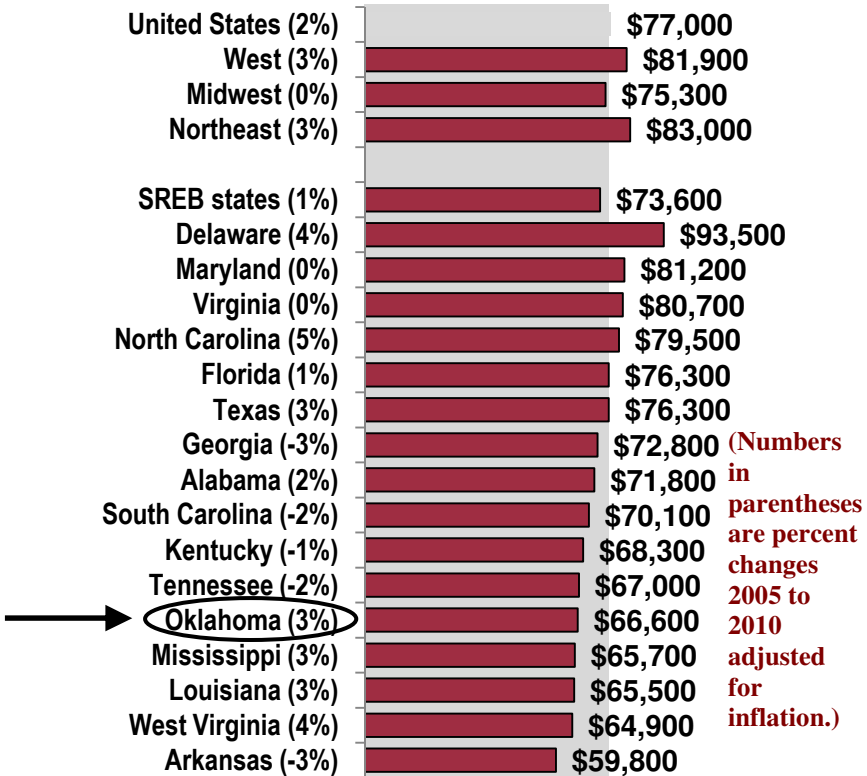 United States (2%) $77,000
West (3%) $81,900
Midwest (0%) $75,300
Northeast (3%) $83,000
SREB states (1%) $73,600
Delaware (4%) $93,500
Maryland (0%) $81,200
Virginia (0%) $80,700
North Carolina (5%) $79,500
Florida (1%) $76,300
Texas (3%) $76,300
Georgia (-3%) $72,800
Alabama (2%) $71,800
South Carolina (-2%) $70,100
Kentucky (-1%) $68,300
Tennessee (-2%) $67,000
Oklahoma (3%) $66,600
Mississippi (3%) $65,700
Louisiana (3%) $65,500
West Virginia (4%) $64,900
Arkansas (-3%) $59,800
(Numbers
in
parentheses
are percent
changes
2005 to
2010
adjusted
for
inflation.)